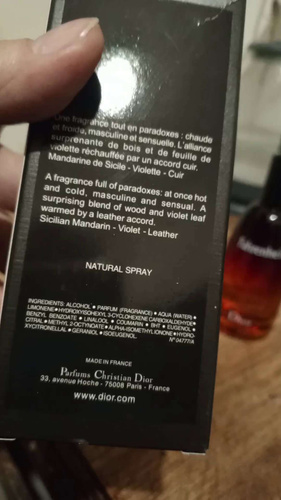 Une fragrance tout en paradoxes : chaude
et froide, masculine et sensuelle. L'alliance
surprenante de bois et de feuille de
violette réchauffée par un accord cuir.
Mandarine de Sicile - Violette - Cuir
A fragrance full of paradoxes: at once hot
and cold, masculine and sensual. A
surprising blend of wood and violet leaf
warmed by a leather accord.
Sicilian Mandarin - Violet - Leather
NATURAL SPRAY
INGREDIENTS: ALCOHOL • PARFUM (FRAGRANCE) • AQUA (WATER) •
LIMONENE • HYDROXYISOHEXYL 3-CYCLOHEXENE CARBOXALDEHYDE •
BENZYL BENZOATE • LINALOOL • COUMARIN • BHT • EUGENOL •
CITRAL • METHYL 2-OCTYNOATE • ALPHA-ISOMETHYL IONONE • HYDRO-
XYCITRONELLAL • GERANIOL • ISOEUGENOL.
N° 04777/A
MADE IN FRANCE
Parfums Christian Dior
33, avenue Hoche - 75008 Paris - France
www.dior.com
Fahrenheit
Dior